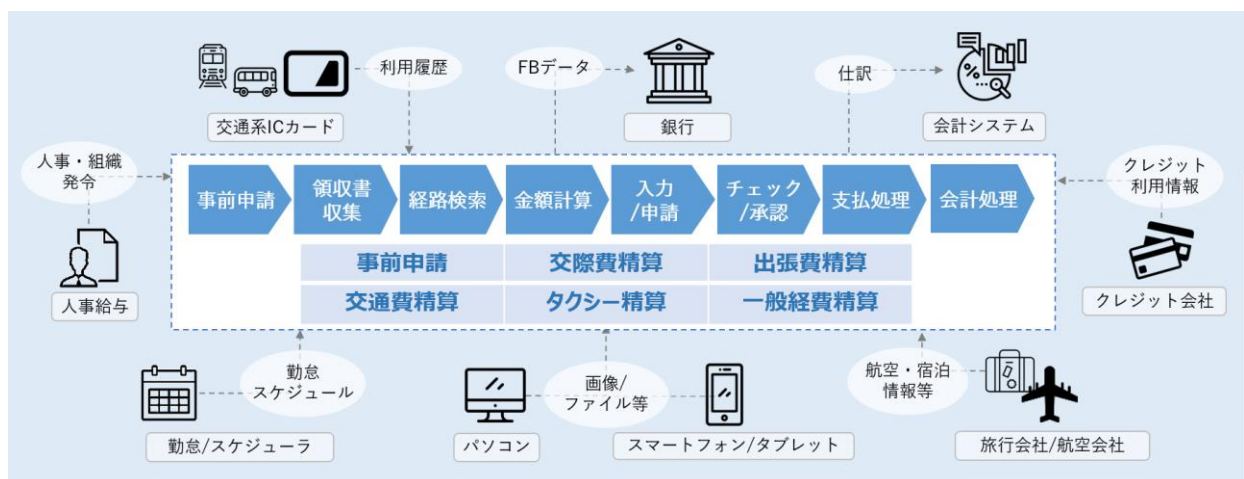 利用履歴
FBデータ
仕訳
交通系ICカード
銀行
会計システム
人事・組織
発令
クレジット
利用情報
事前申請
領収書
収集
経路検索
金額計算
入力
/申請
チェック
/承認
支払処理
会計処理
事前申請
交際費精算
出張費精算
交通費精算
タクシー精算
一般経費精算
人事給与
クレジット会社
勤怠
スケジュール
画像/
ファイル等
航空・宿泊
情報等
勤怠/スケジューラ
パソコン
スマートフォン/タブレット
旅行会社/航空会社